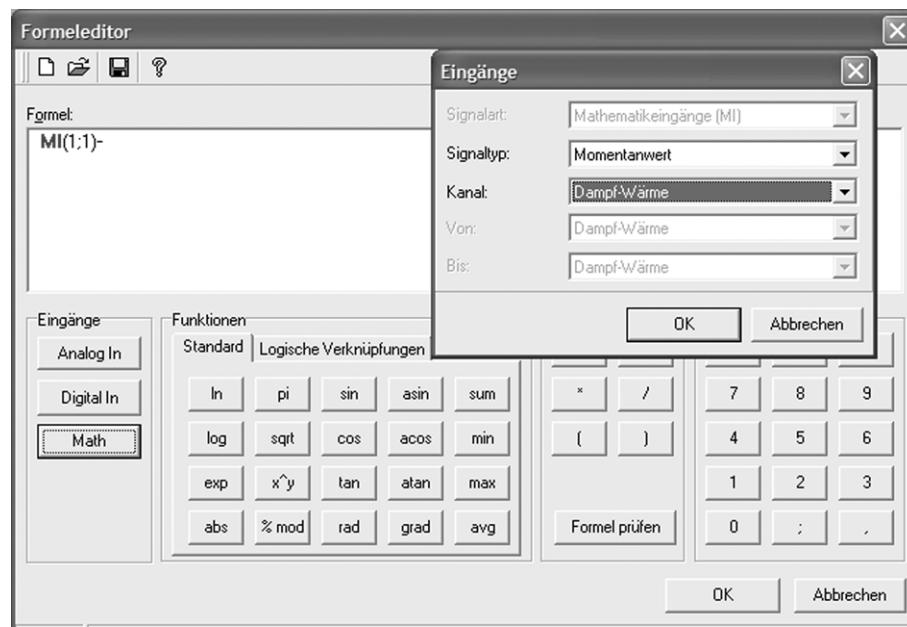 Formeleditor
Formel:
MI(1;1)-
Eingänge
Signalart: Mathematikeingänge (MI)
Signaltyp: Momentanwert
Kanal: Dampf-Wärme
Von: Dampf-Wärme
Bis: Dampf-Wärme
OK Abbrechen
Eingänge
Analog In
Digital In
Math
Funktionen
Standard Logische Verknüpfungen
ln pi sin asin sum
log sqrt cos acos min
exp x^y tan atan max
abs % mod rad grad avg
* /
( )
Formel prüfen
7 8 9
4 5 6
1 2 3
0 ; ,
OK Abbrechen